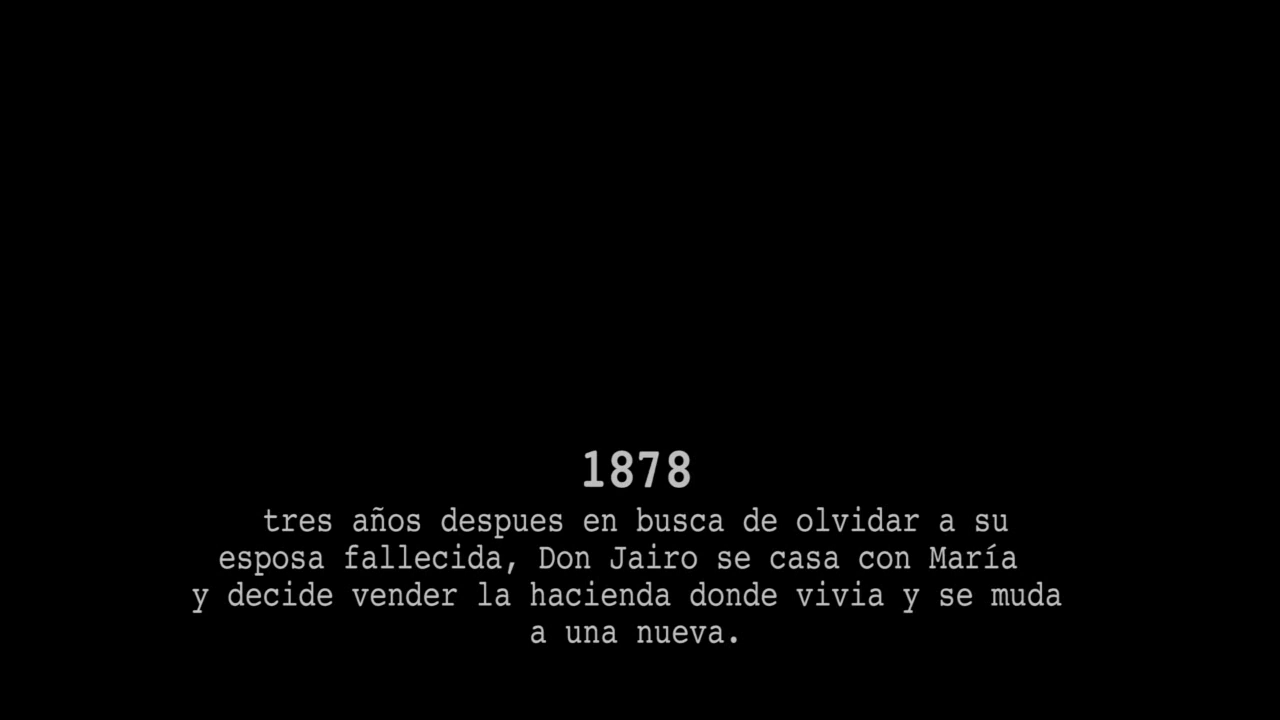 1878
tres años despues en busca de olvidar a su
esposa fallecida, Don Jairo se casa con María
y decide vender la hacienda donde vivia y se muda
a una nueva.